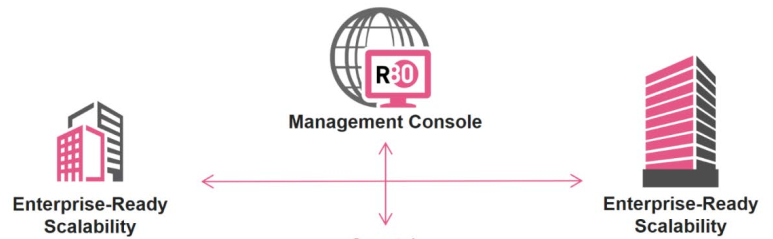 R80
Management Console
Enterprise-Ready
Scalability
Enterprise-Ready
Scalability